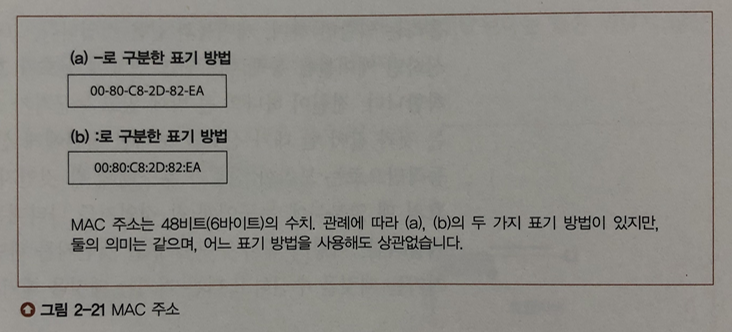 (a) -로 구분한 표기 방법
00-80-C8-2D-82-EA
(b) :로 구분한 표기 방법
00:80:C8:2D:82:EA
MAC 주소는 48비트(6바이트)의 수치. 관례에 따라 (a), (b)의 두 가지 표기 방법이 있지만,
둘의 의미는 같으며, 어느 표기 방법을 사용해도 상관없습니다.
그림 2-21 MAC 주소